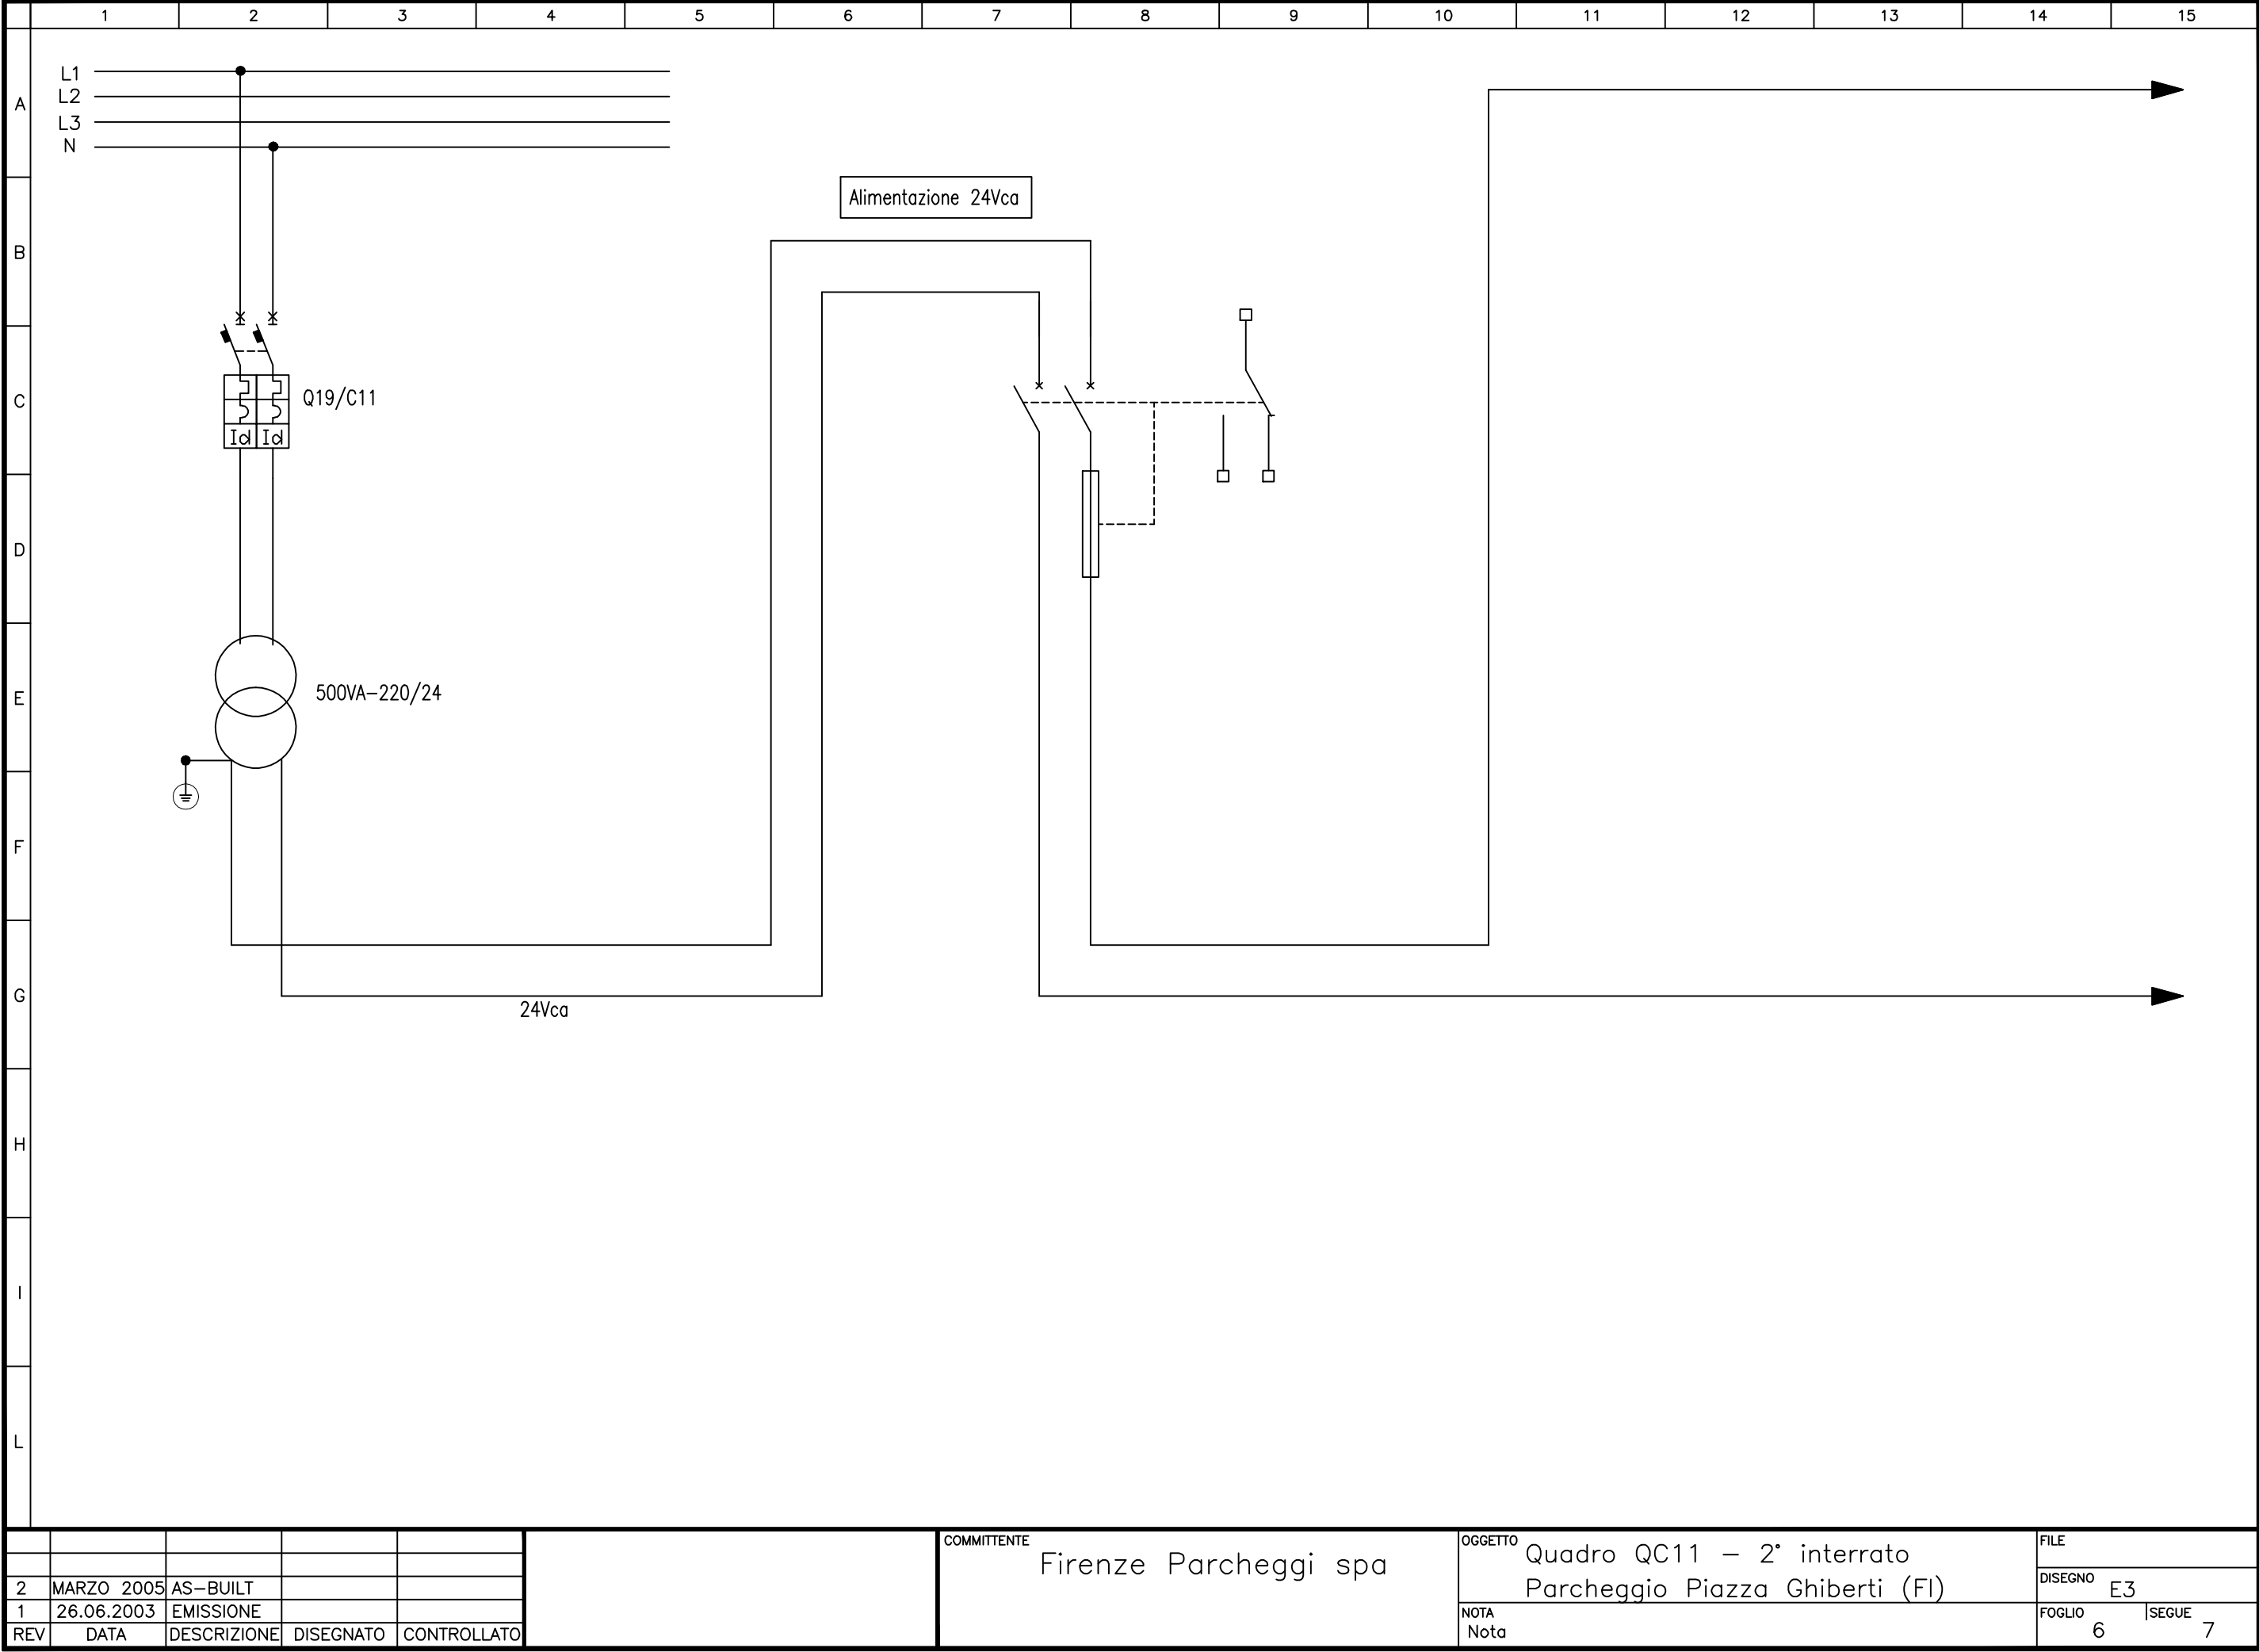 1 2 3 4 5 6 7 8 9 10 11 12 13 14 15
A
B
C
D
E
F
G
H
I
L
L1
L2
L3
N
Alimentazione 24Vca
Q19/C11
Id Id
500VA-220/24
24Vca
2 MARZO 2005 AS-BUILT
1 26.06.2003 EMISSIONE
REV DATA DESCRIZIONE DISEGNATO CONTROLLATO
COMMITTENTE
Firenze Parcheggi spa
OGGETTO
Quadro QC11 - 2° interrato
Parcheggio Piazza Ghiberti (FI)
NOTA
Nota
FILE
DISEGNO
E3
FOGLIO
6
SEGUE
7